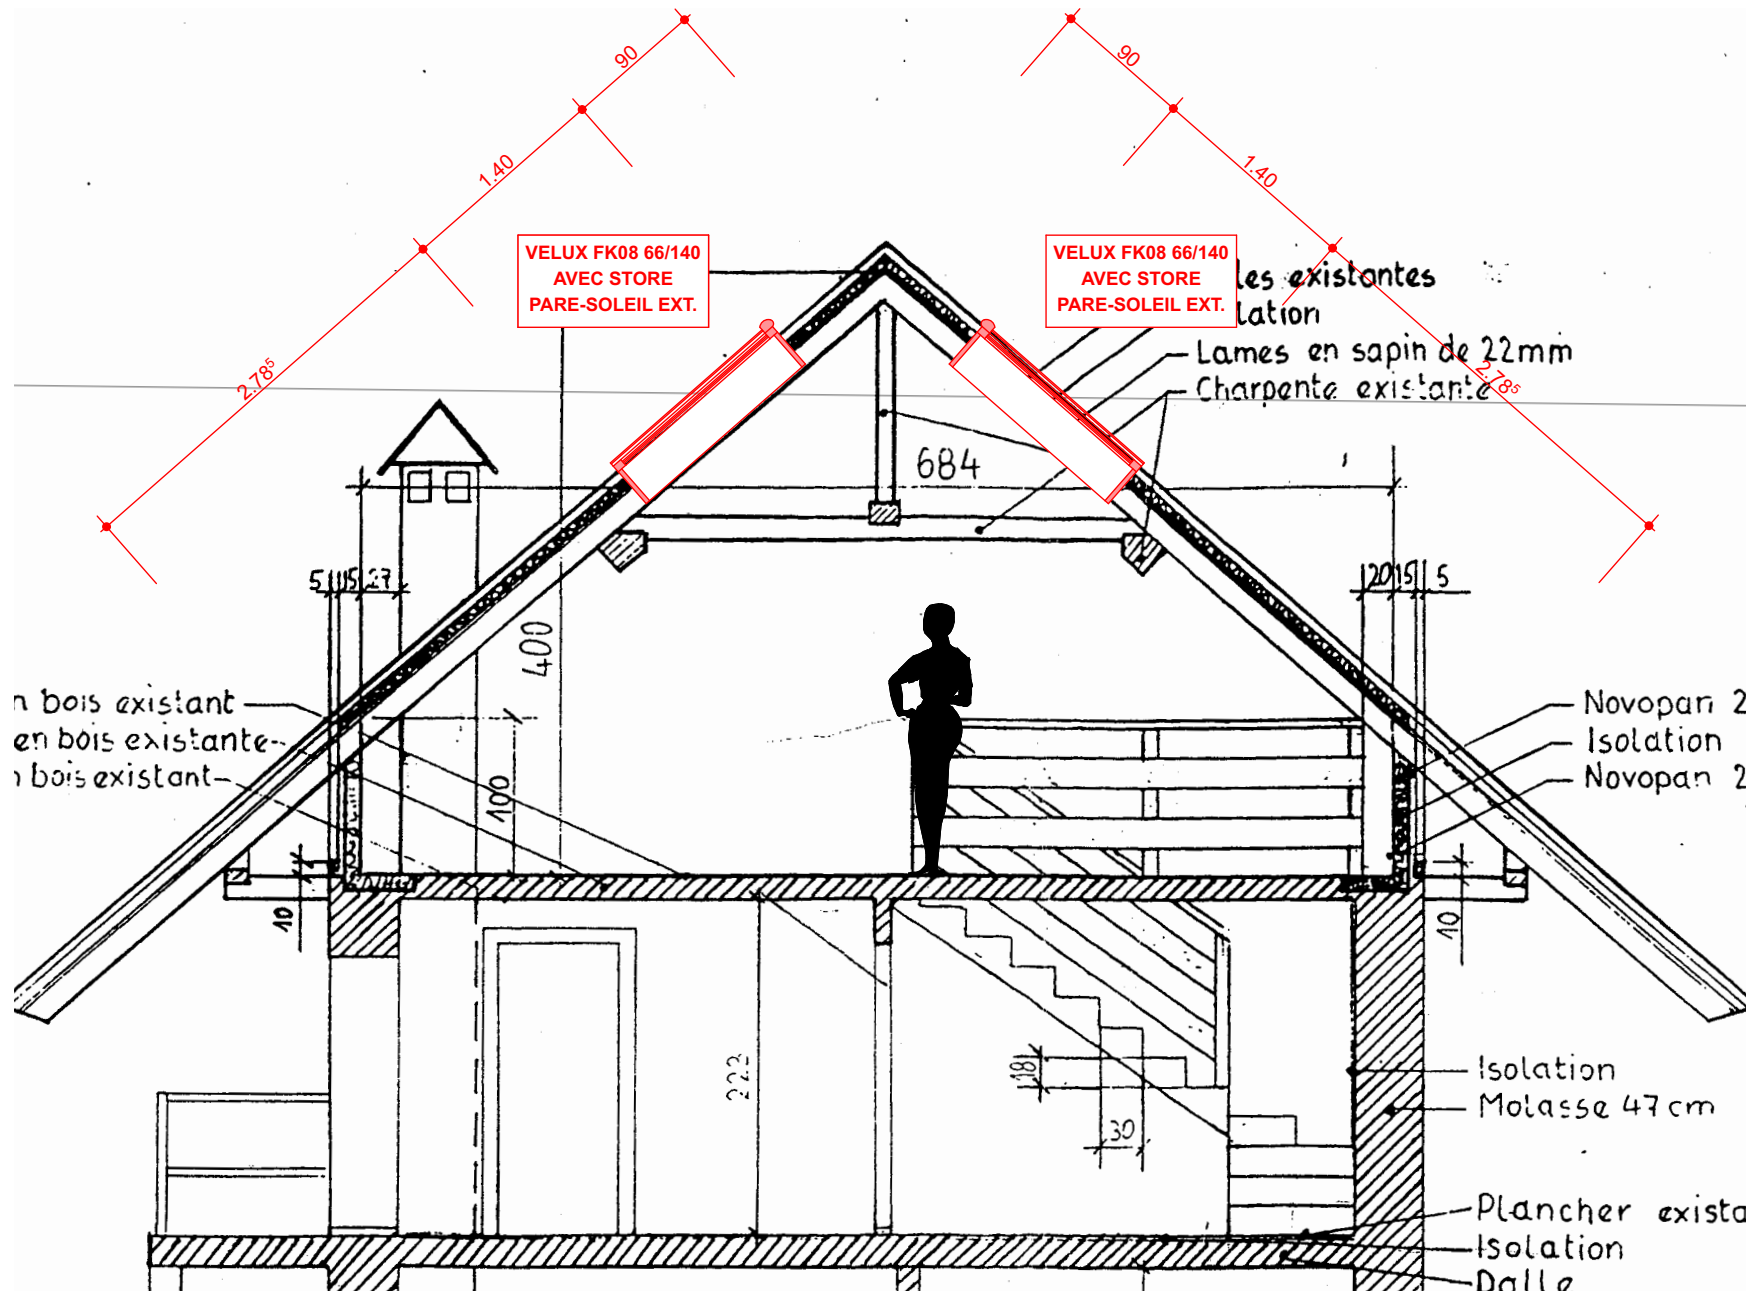 90
90
1.40
1.40
VELUX FK08 66/140
AVEC STORE
PARE-SOLEIL EXT.
VELUX FK08 66/140
AVEC STORE
PARE-SOLEIL EXT.
les existantes
lation
Lames en sapin de 22mm
Charpente existante
2.78⁵
2.78⁵
684
5 15 27
20 15 5
400
n bois existant
en bois existante
n bois existant
100
Novopan 2
Isolation
Novopan 2
10
10
223
18
30
Isolation
Molasse 47 cm
Plancher exista
Isolation
Dalle